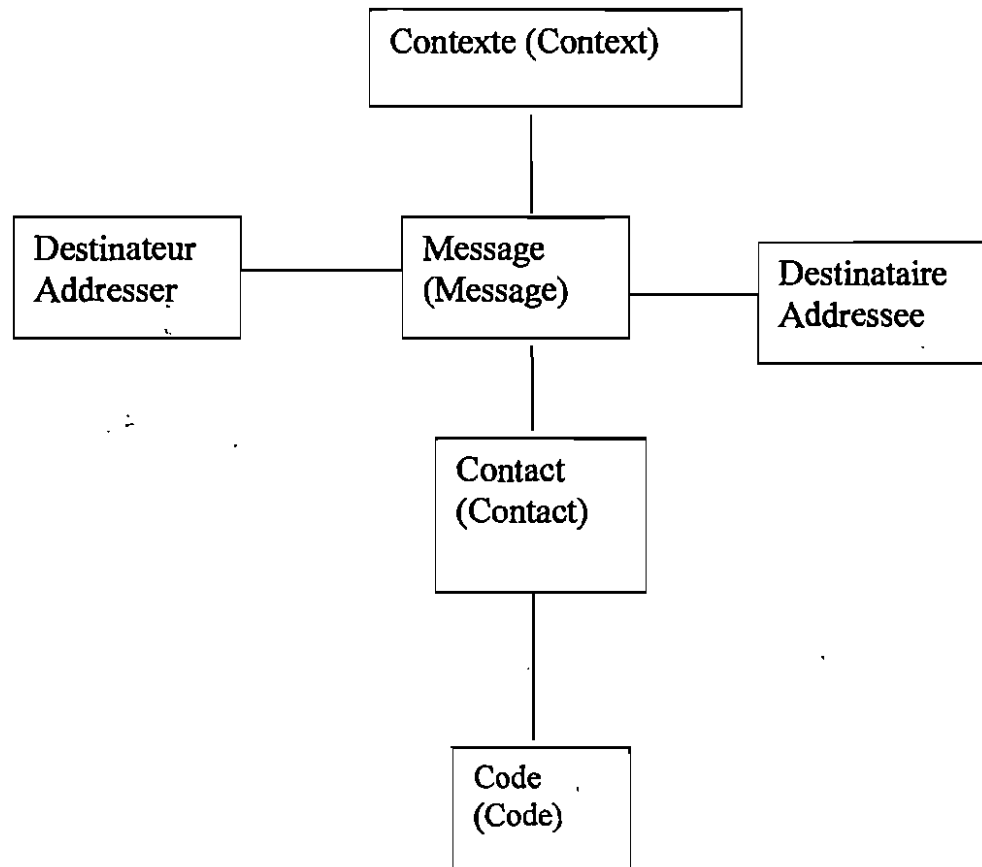 Contexte (Context)
Destinateur
Addresser
Message
(Message)
Destinataire
Addressee
Contact
(Contact)
Code
(Code)